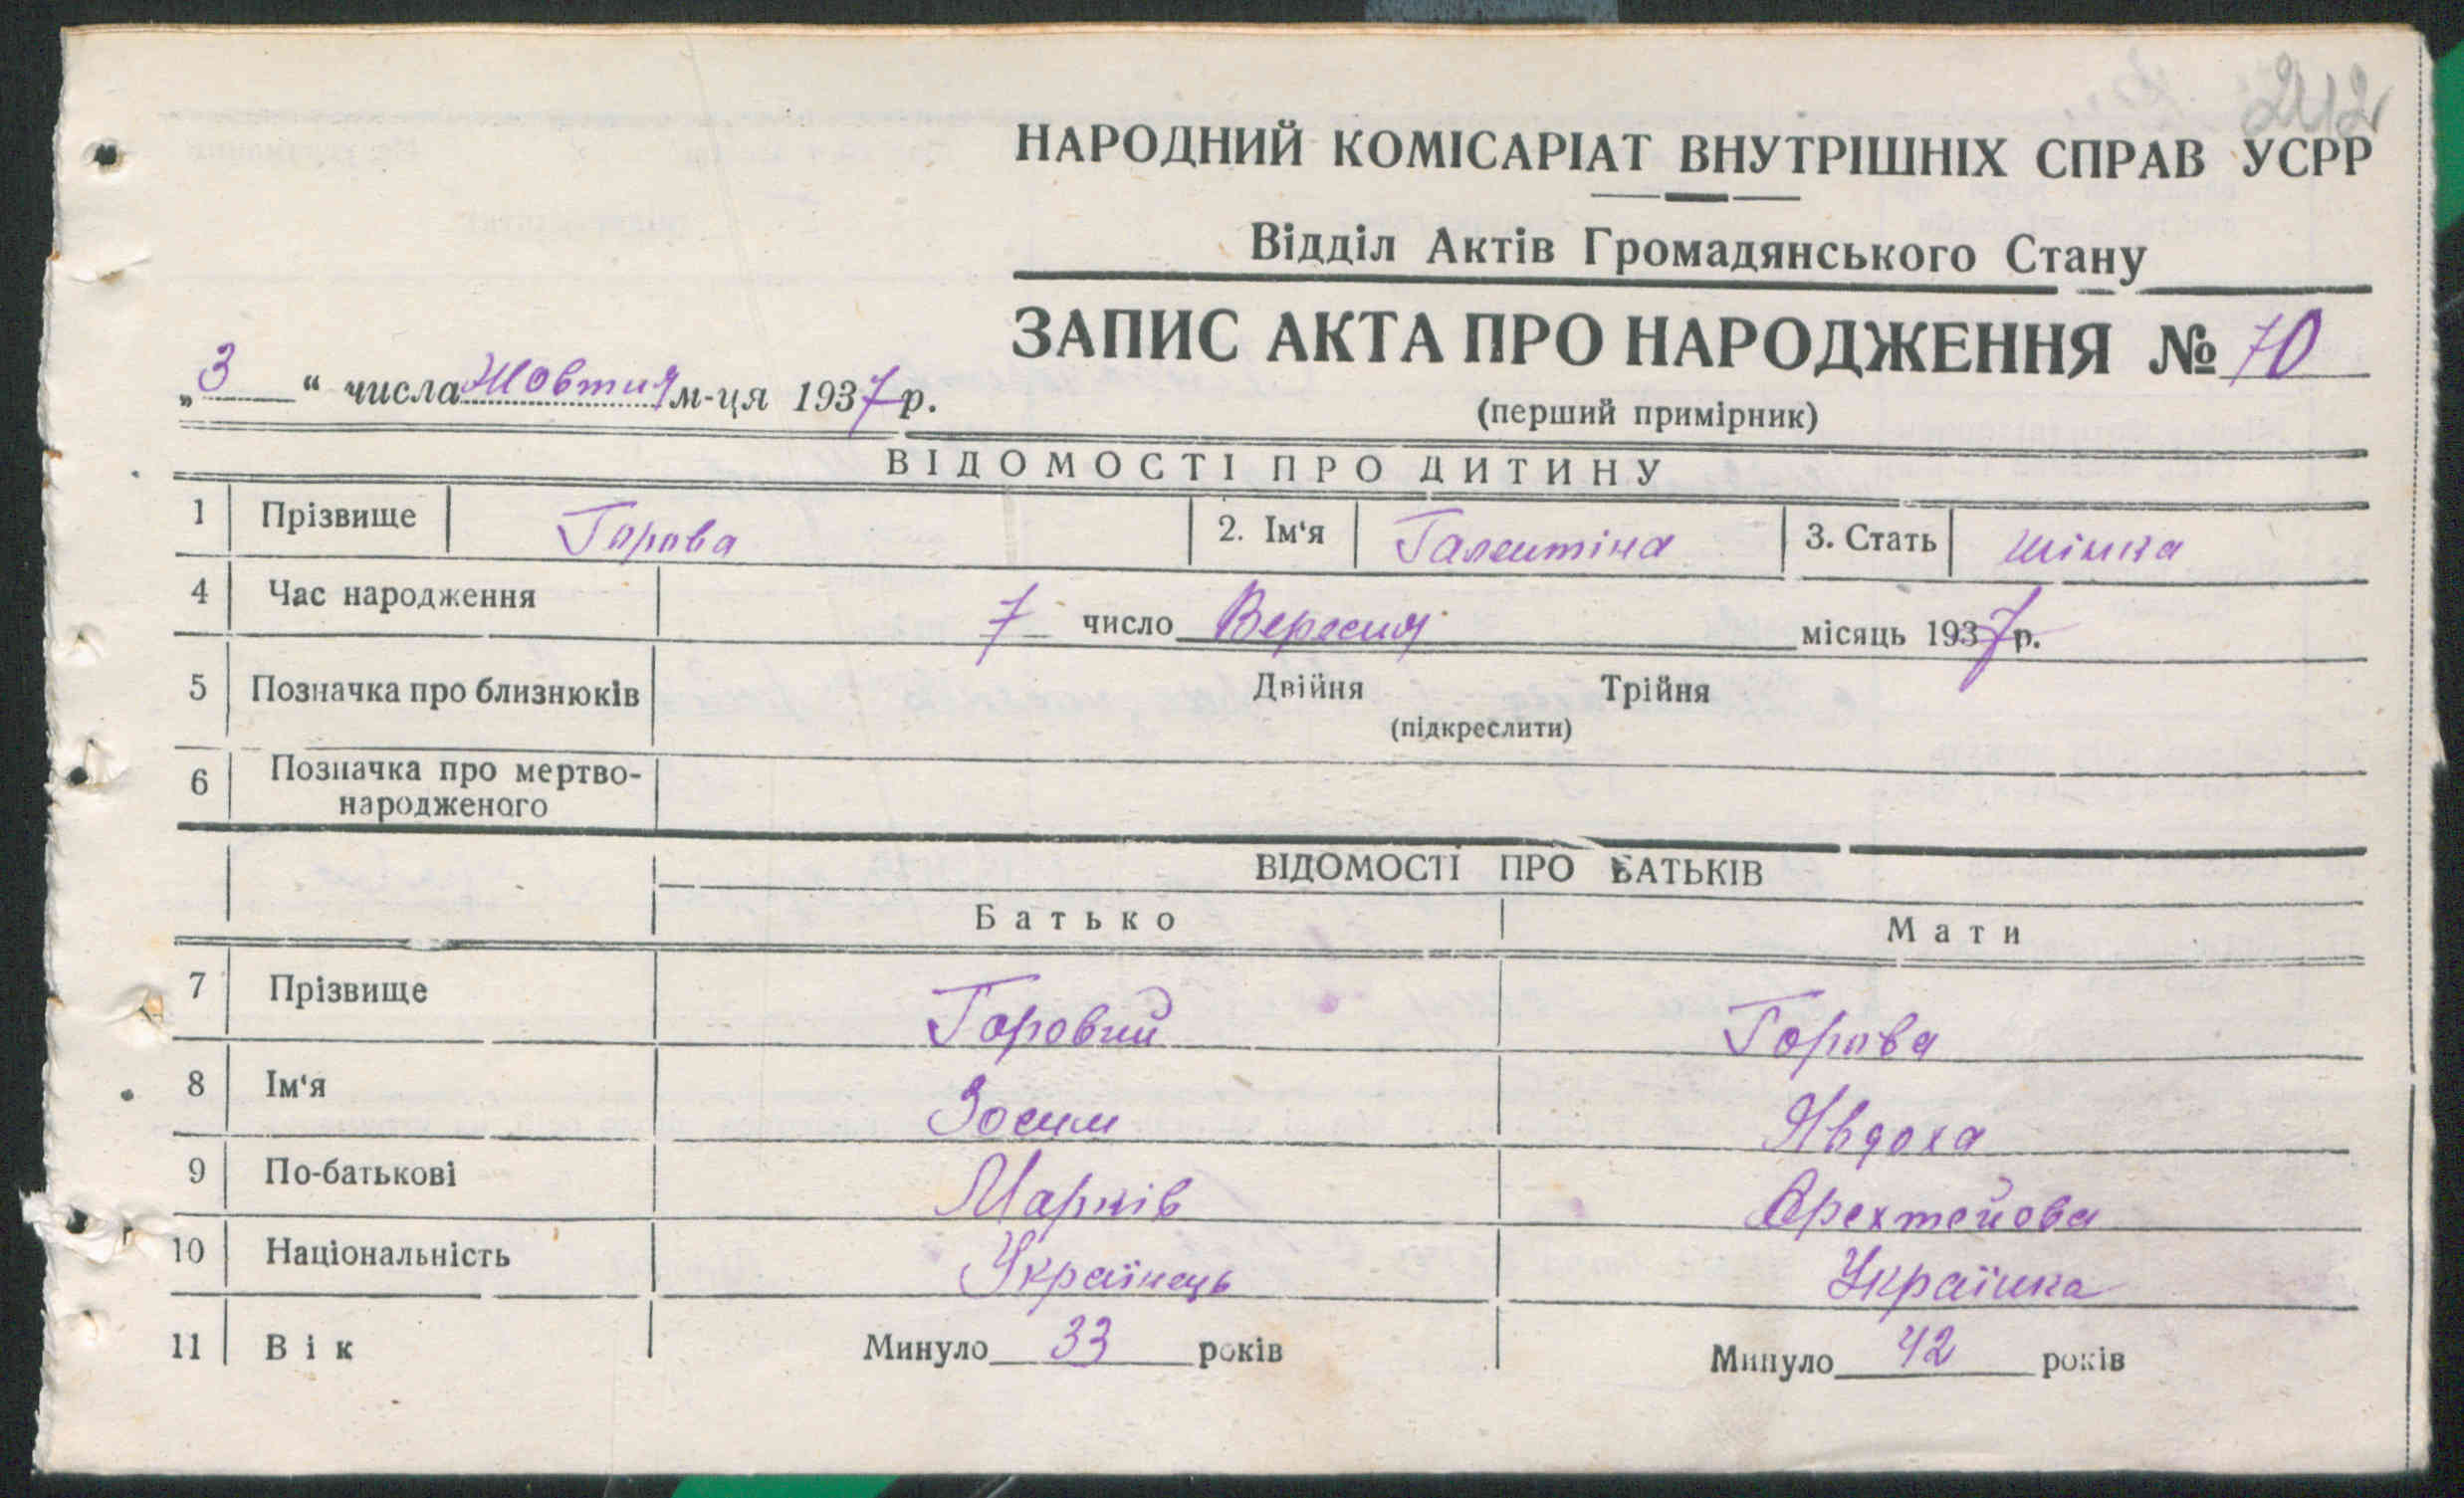 212
НАРОДНИЙ КОМІСАРІАТ ВНУТРІШНІХ СПРАВ УСРР
Відділ Актів Громадянського Стану
ЗАПИС АКТА ПРО НАРОДЖЕННЯ № 70
„3“ числа Жовтня м-ця 1937 р.
(перший примірник)
ВІДОМОСТІ ПРО ДИТИНУ
1 Прізвище Горова 2. Ім‘я Галентіна 3. Стать жінка
4 Час народження 7 число Вересня місяць 1937 р.
5 Позначка про близнюків Двійня Трійня
(підкреслити)
6 Позначка про мертво-
народженого
ВІДОМОСТІ ПРО БАТЬКІВ
Батько Мати
7 Прізвище Горовий Горова
8 Ім‘я Зосим Явдоха
9 По-батькові Марків Арехтейова
10 Національність Українець Українка
11 Вік Минуло 33 років Минуло 42 років